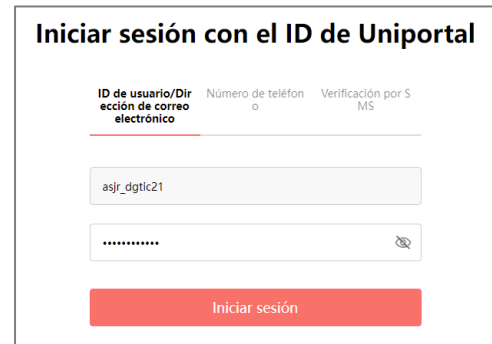 Iniciar sesión con el ID de Uniportal
ID de usuario/Dir
ección de correo
electrónico
Número de teléfon
o
Verificación por S
MS
asjr_dgtic21
••••••••••••
Iniciar sesión